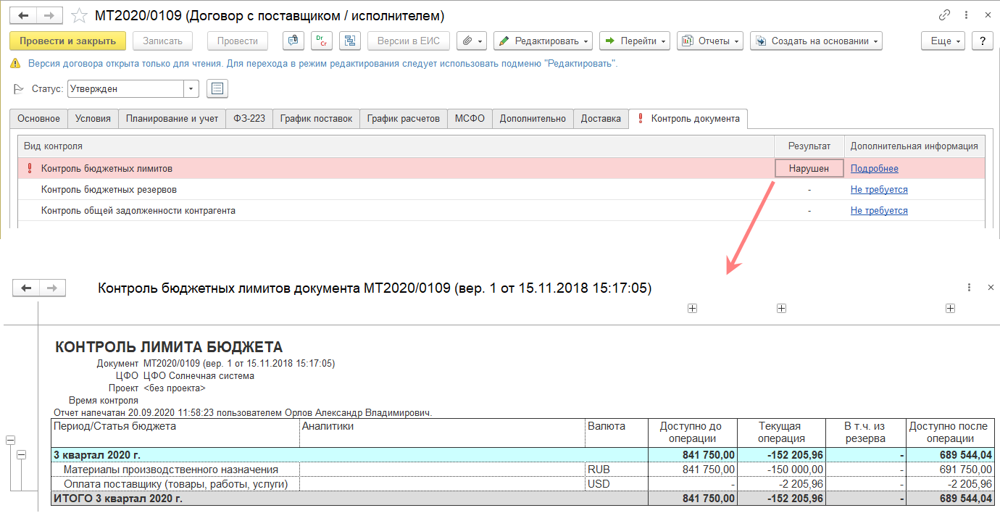 МТ2020/0109 (Договор с поставщиком / исполнителем)
Провести и закрыть Записать Провести Dr Cr Версии в ЕИС Редактировать Перейти Отчеты Создать на основании Еще ?
Версия договора открыта только для чтения. Для перехода в режим редактирования следует использовать подменю "Редактировать".
Статус: Утвержден
Основное Условия Планирование и учет ФЗ-223 График поставок График расчетов МСФО Дополнительно Доставка Контроль документа
Вид контроля Результат Дополнительная информация
Контроль бюджетных лимитов Нарушен Подробнее
Контроль бюджетных резервов - Не требуется
Контроль общей задолженности контрагента - Не требуется
Контроль бюджетных лимитов документа МТ2020/0109 (вер. 1 от 15.11.2018 15:17:05)
КОНТРОЛЬ ЛИМИТА БЮДЖЕТА
Документ МТ2020/0109 (вер. 1 от 15.11.2018 15:17:05)
ЦФО ЦФО Солнечная система
Проект <без проекта>
Время контроля
Отчет напечатан 20.09.2020 11:58:23 пользователем Орлов Александр Владимирович.
Период/Статья бюджета Аналитики Валюта Доступно до операции Текущая операция В т.ч. из резерва Доступно после операции
3 квартал 2020 г. 841 750,00 -152 205,96 - 689 544,04
Материалы производственного назначения RUB 841 750,00 -150 000,00 - 691 750,00
Оплата поставщику (товары, работы, услуги) USD - -2 205,96 - -2 205,96
ИТОГО 3 квартал 2020 г. 841 750,00 -152 205,96 - 689 544,04